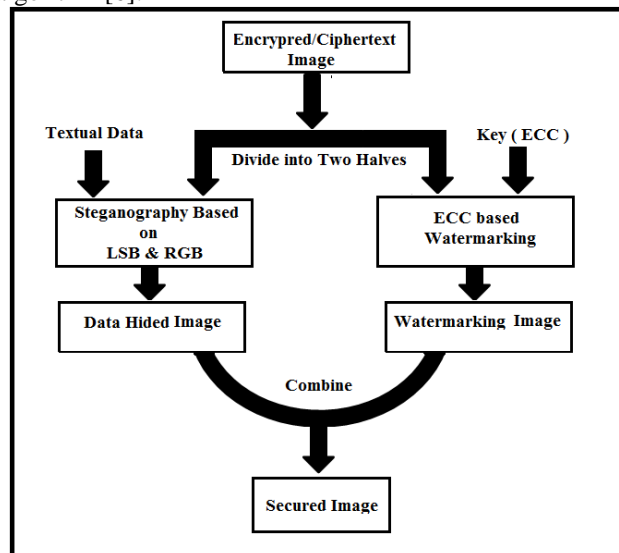 Encrypred/Ciphertext
Image
Textual Data
Key ( ECC )
Divide into Two Halves
Steganography Based
on
LSB & RGB
ECC based
Watermarking
Data Hided Image
Watermarking Image
Combine
Secured Image